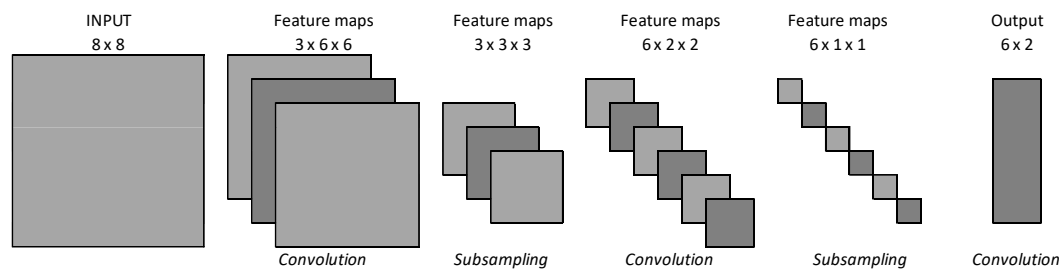 INPUT
8 x 8
Feature maps
3 x 6 x 6
Feature maps
3 x 3 x 3
Feature maps
6 x 2 x 2
Feature maps
6 x 1 x 1
Output
6 x 2
Convolution
Subsampling
Convolution
Subsampling
Convolution